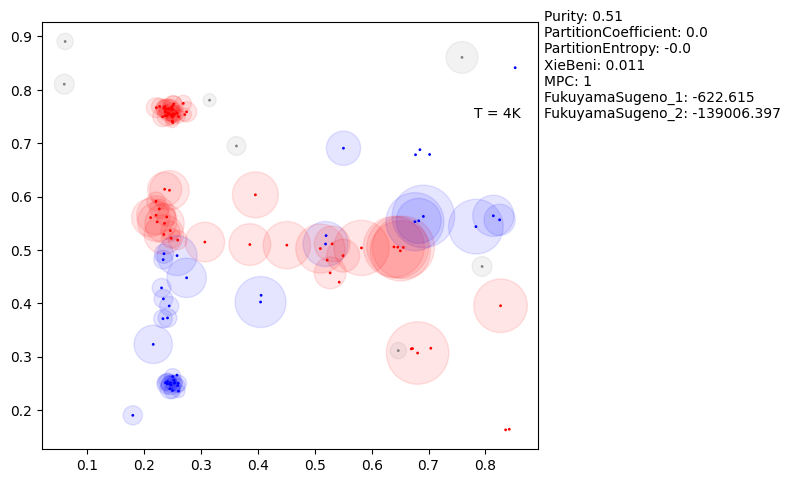 Purity: 0.51
PartitionCoefficient: 0.0
PartitionEntropy: -0.0
XieBeni: 0.011
MPC: 1
FukuyamaSugeno_1: -622.615
FukuyamaSugeno_2: -139006.397
T = 4K
0.9
0.8
0.7
0.6
0.5
0.4
0.3
0.2
0.1 0.2 0.3 0.4 0.5 0.6 0.7 0.8